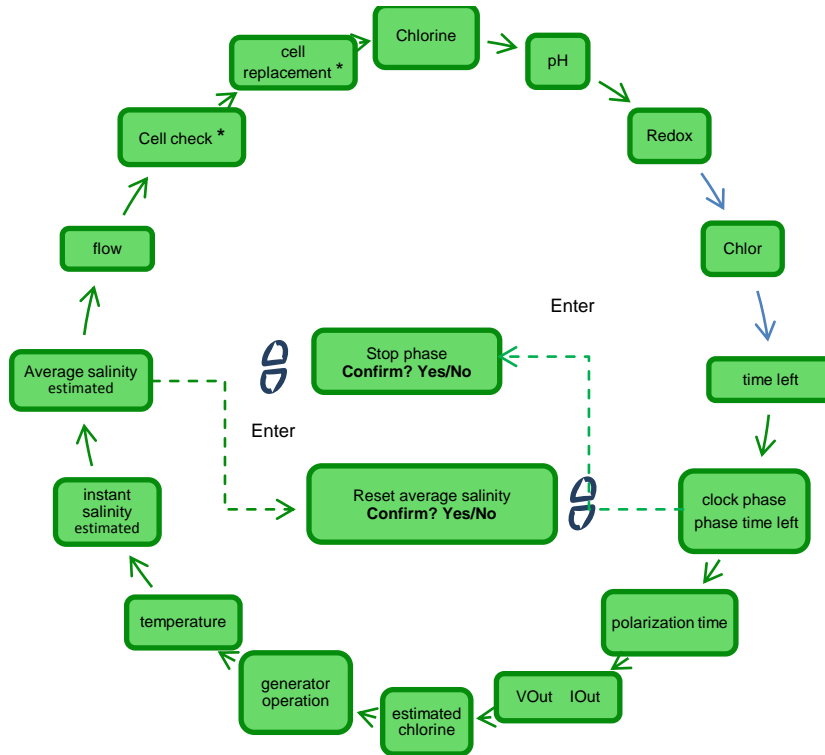 Chlorine
pH
Redox
Chlor
time left
clock phase
phase time left
polarization time
VOut IOut
estimated
chlorine
generator
operation
temperature
instant
salinity
estimated
Average salinity
estimated
flow
Cell check *
cell
replacement *
Enter
Stop phase
Confirm? Yes/No
Enter
Reset average salinity
Confirm? Yes/No